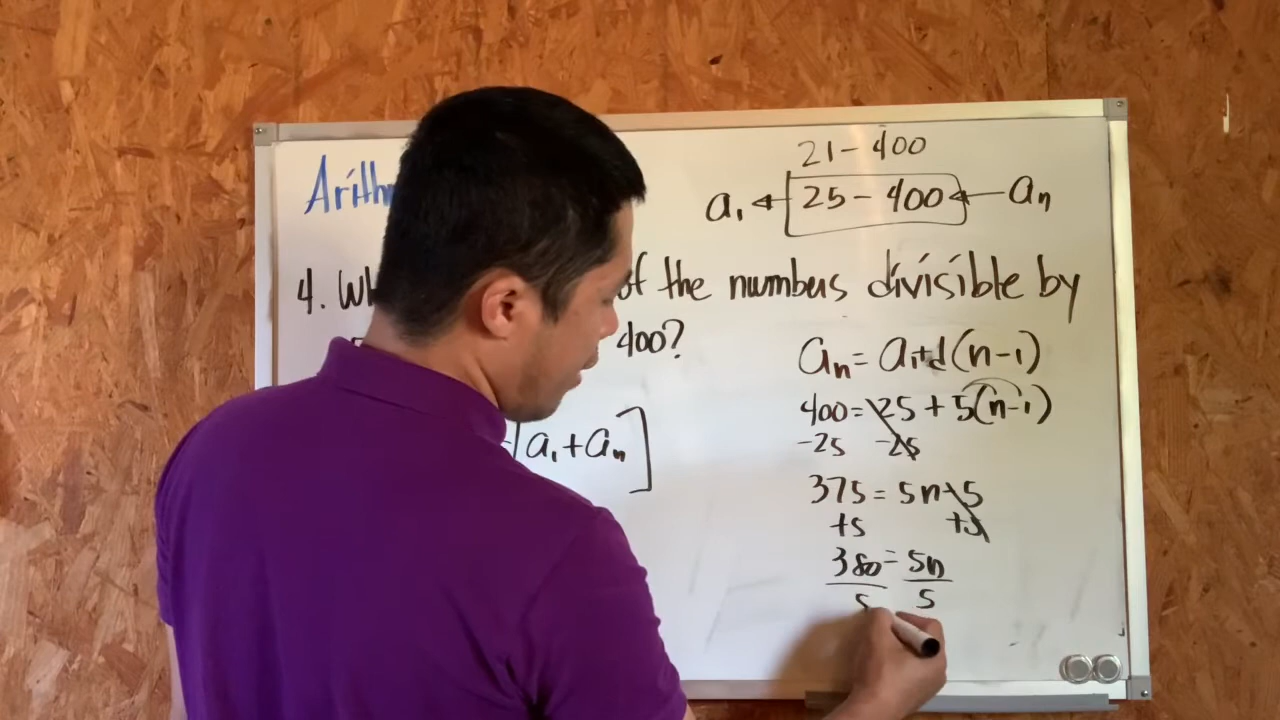 Arith
21 - 400
a₁ ← 25 - 400 ← aₙ
4. Wh of the numbers divisible by
400?
aₙ = a₁ + d(n-1)
400 = 25 + 5(n-1)
-25 -25
[a₁ + aₙ]
375 = 5n - 5
+5 +5
380 = 5n
5 5